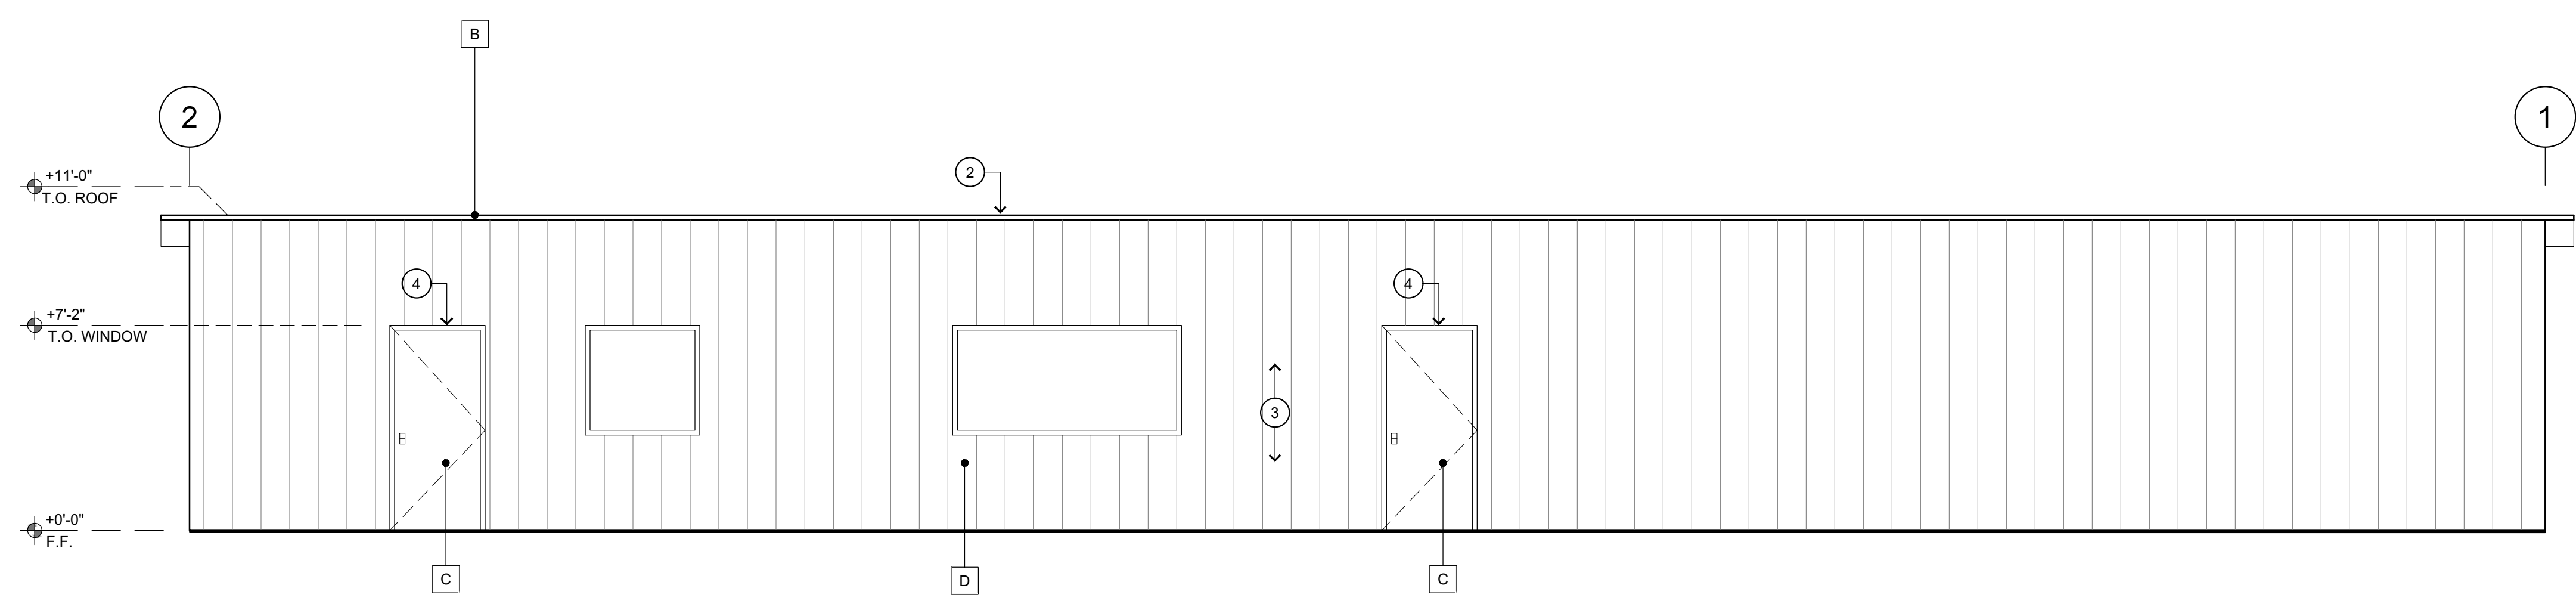 B
2
1
2
+11'-0"
T.O. ROOF
4
4
+7'-2"
T.O. WINDOW
3
+0'-0"
F.F.
C
D
C